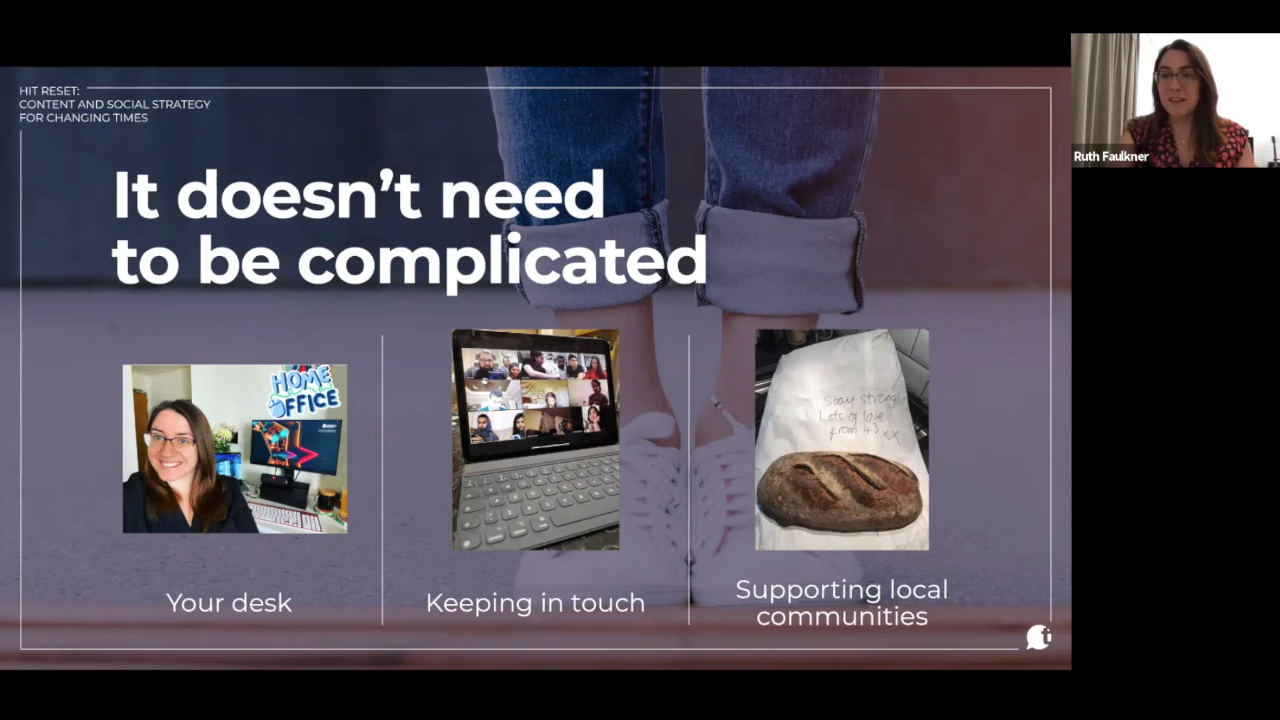 HIT RESET:
CONTENT AND SOCIAL STRATEGY
FOR CHANGING TIMES
It doesn't need
to be complicated
HOME
OFFICE
stay strong!
Lots of love
from 43 xx
Your desk
Keeping in touch
Supporting local
communities
t
Ruth Faulkner